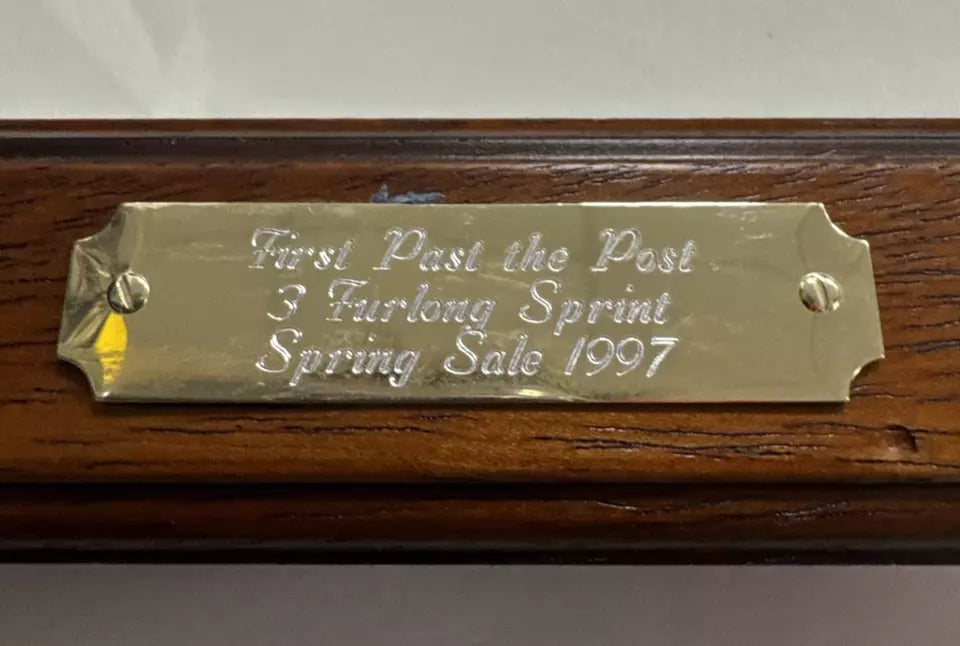 First Past the Post
3 Furlong Sprint
Spring Sale 1997